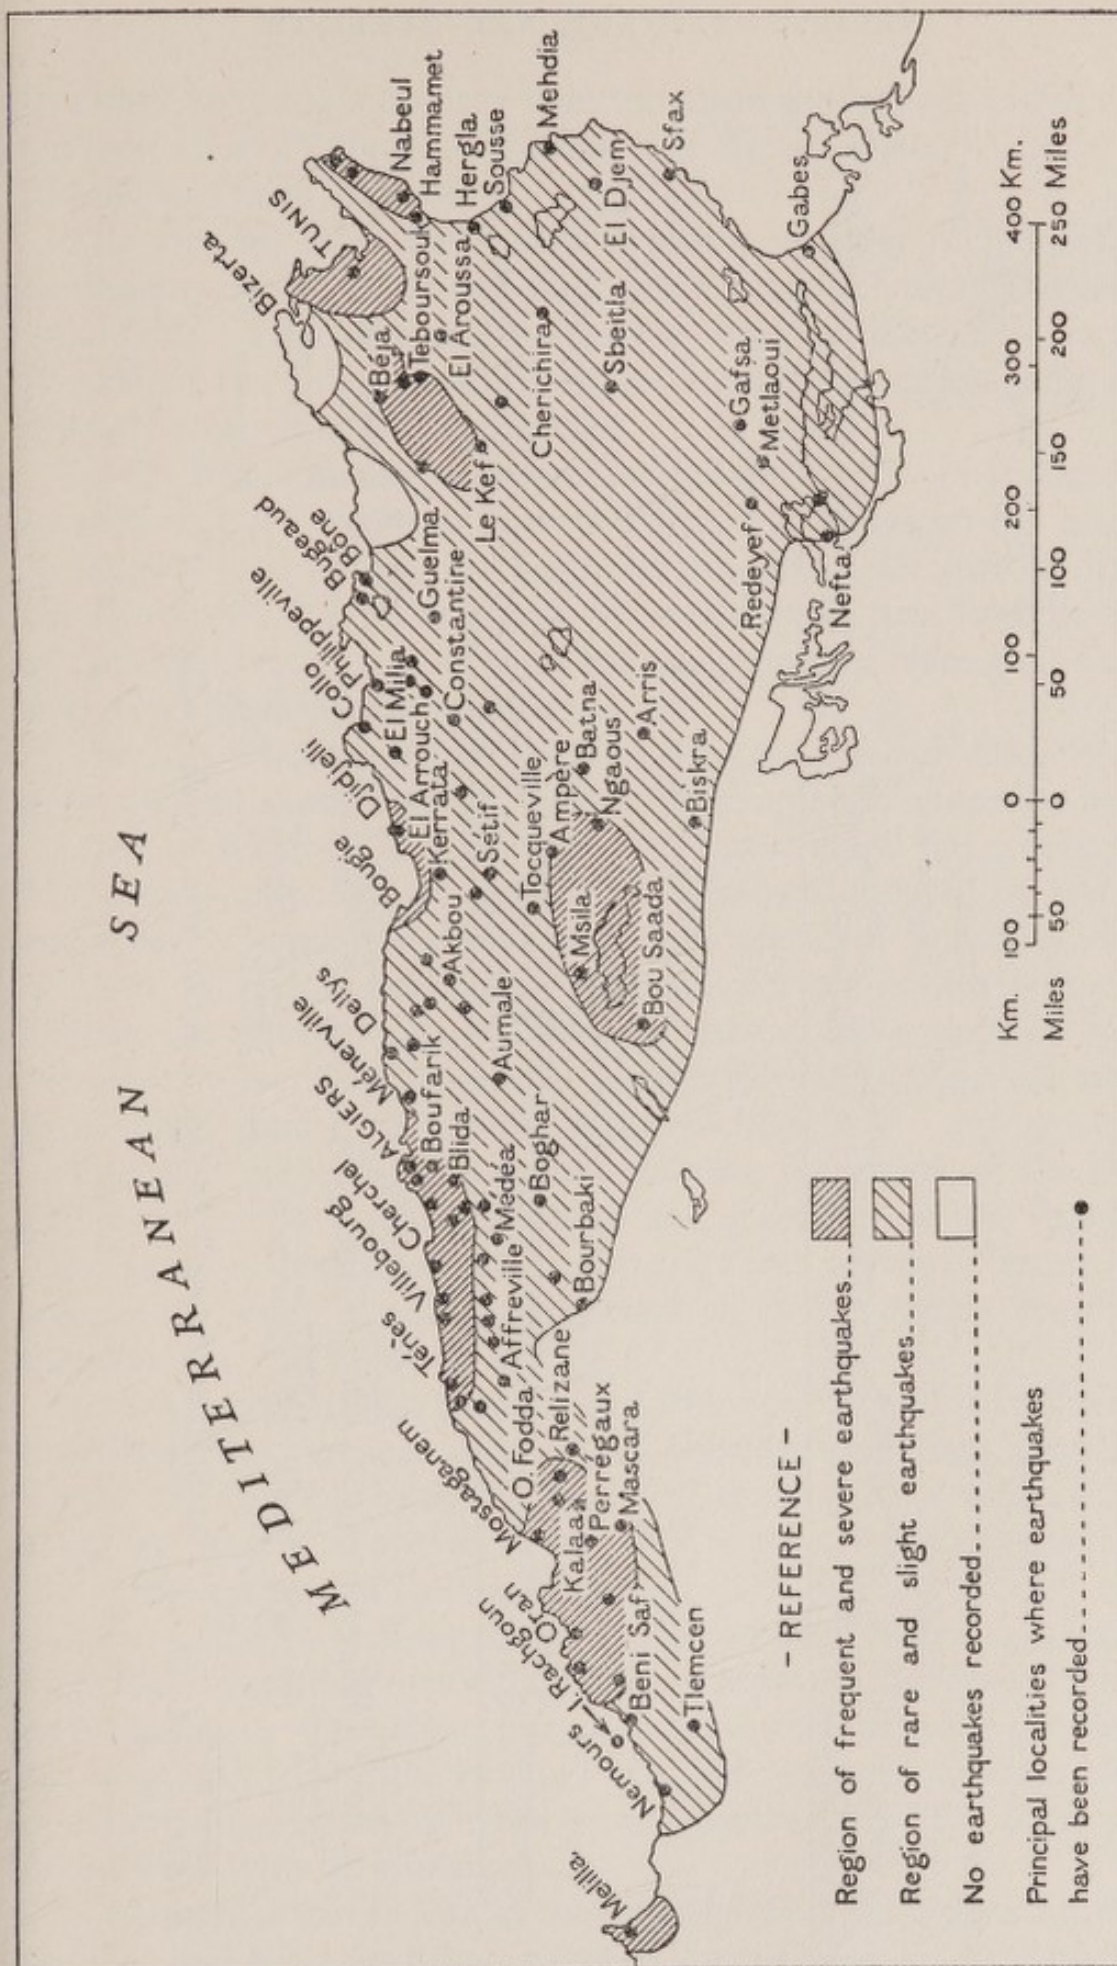 MEDITERRANEAN SEA
Melilla
Nemours
I. Rachgoun
Oran
Mostaganem
Ténès
Villebourg
Cherchel
ALGIERS
Ménerville
Dellys
Bougie
Djidjelli
Collo
Philippeville
Bugeaud
Bône
Bizerta
TUNIS
Nabeul
Hammamet
Hergla
Sousse
Mehdia
Sfax
El Djem
Gabes
Béja
Teboursouk
El Aroussa
Le Kef
Cherichira
Sbeitla
Gafsa
Metlaoui
Redeyef
Nefta
Guelma
Constantine
El Milia
El Arrouch
Kerrata
Sétif
Akbou
Tocqueville
Ampère
Batna
Ngaous
Arris
Biskra
Msila
Bou Saada
Aumale
Boufarik
Blida
Médéa
Boghar
Bourbaki
Affreville
O. Fodda
Relizane
Kalaa
Perrégaux
Mascara
Beni Saf
Tlemcen
- REFERENCE -
Region of frequent and severe earthquakes
Region of rare and slight earthquakes
No earthquakes recorded
Principal localities where earthquakes
have been recorded
Km. 100 0 100 200 300 400 Km.
Miles 50 0 50 100 150 200 250 Miles